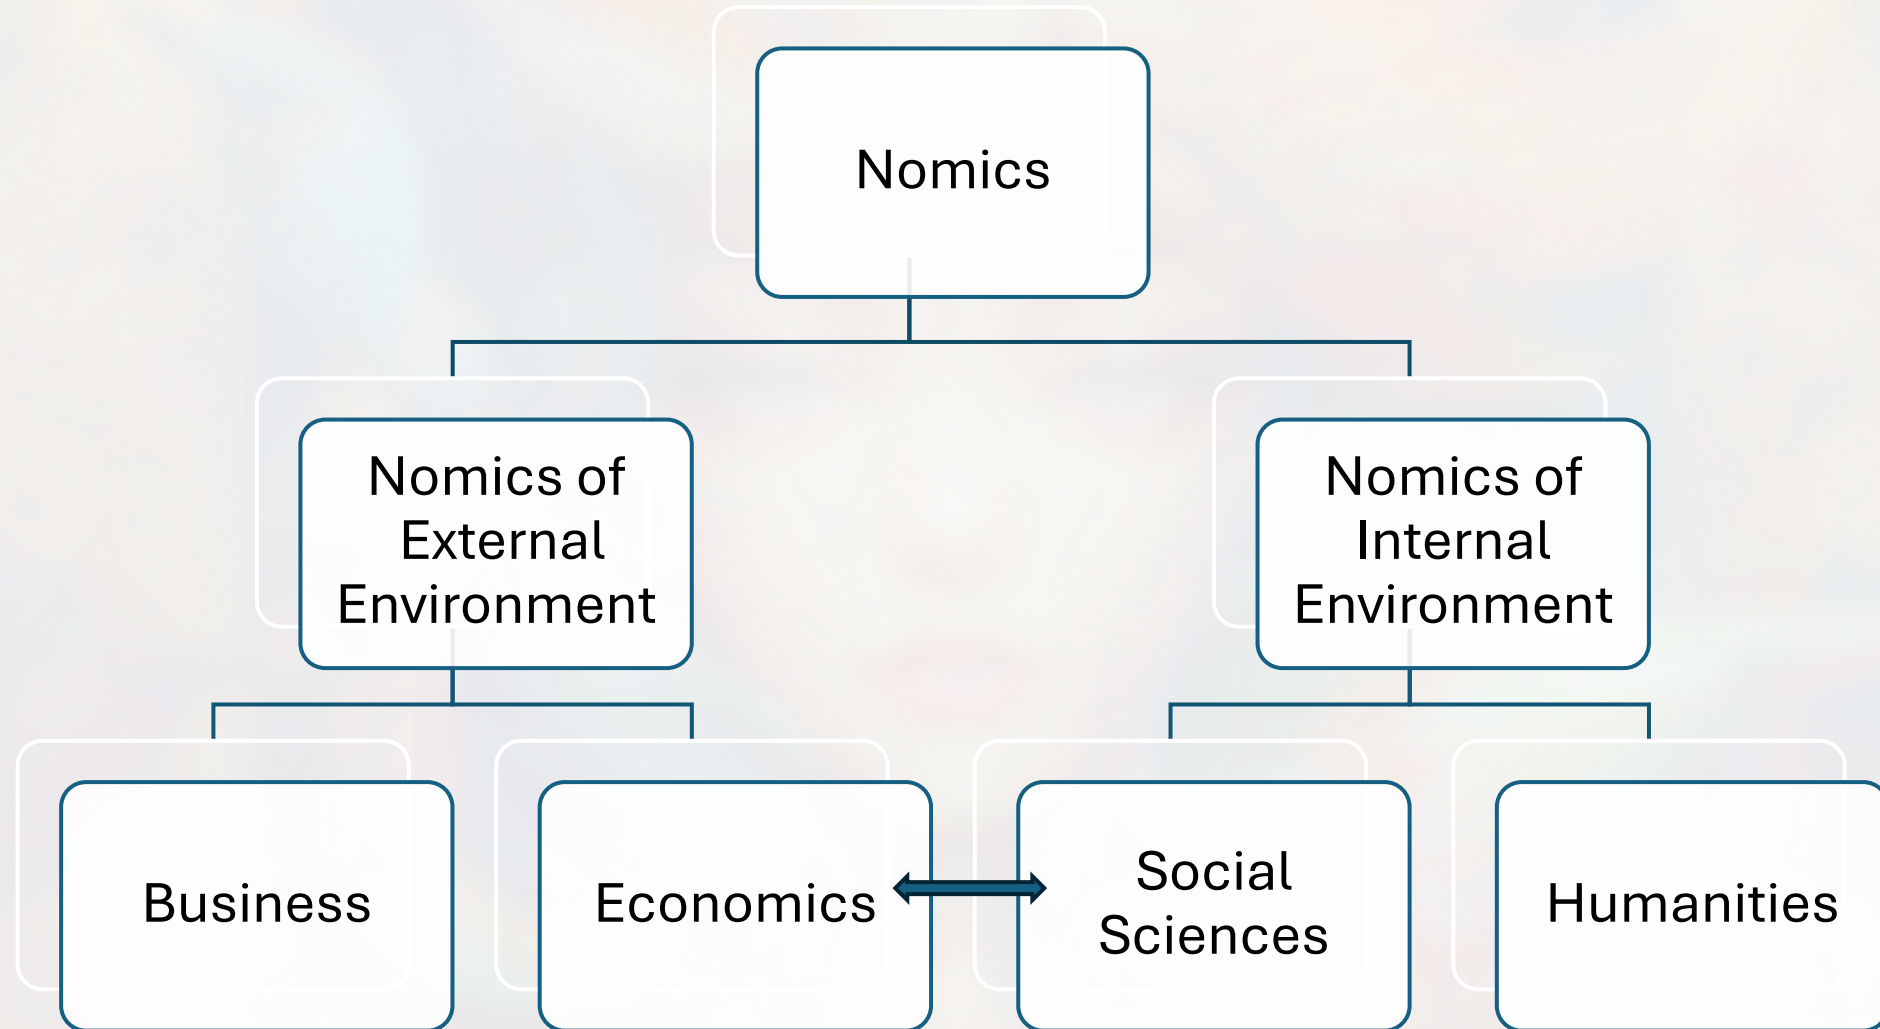 Nomics
Nomics of
External
Environment
Nomics of
Internal
Environment
Business
Economics
Social
Sciences
Humanities